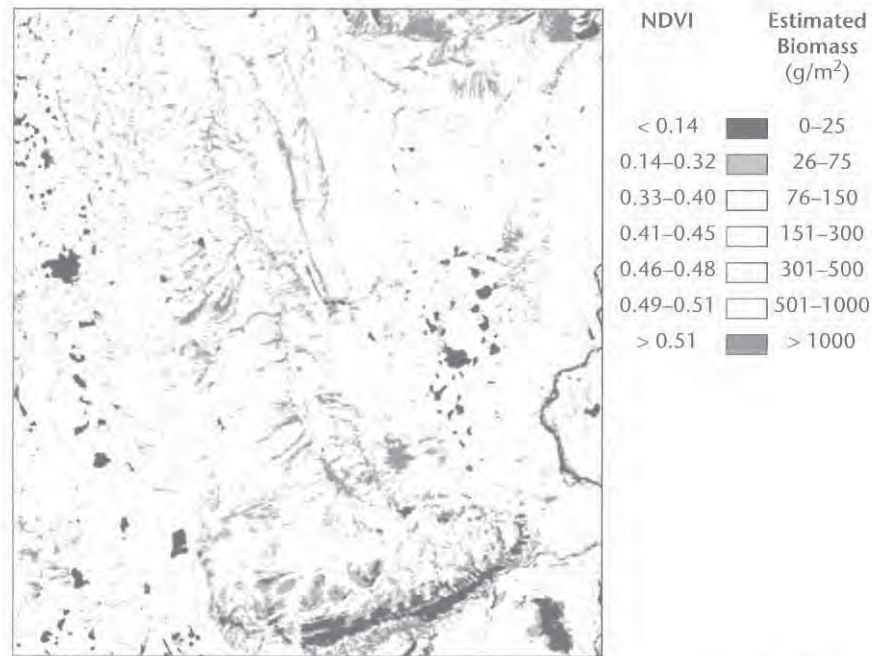 NDVI Estimated
Biomass
(g/m²)
< 0.14 0–25
0.14–0.32 26–75
0.33–0.40 76–150
0.41–0.45 151–300
0.46–0.48 301–500
0.49–0.51 501–1000
> 0.51 > 1000